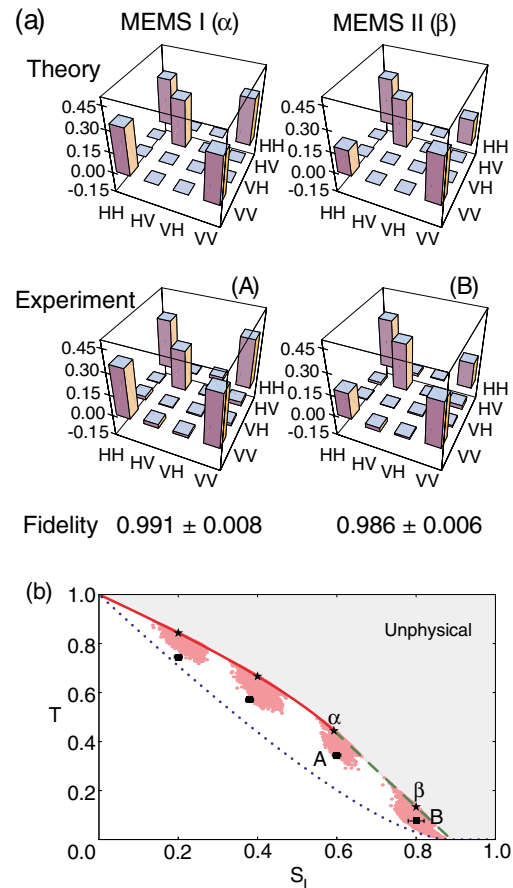 (a)
MEMS I (α) MEMS II (β)
Theory
0.45
0.30
0.15
0.00
-0.15
HH HV VH VV
HH
HV
VH
VV
0.45
0.30
0.15
0.00
-0.15
HH HV VH VV
HH
HV
VH
VV
Experiment
(A)
(B)
0.45
0.30
0.15
0.00
-0.15
HH HV VH VV
HH
HV
VH
VV
0.45
0.30
0.15
0.00
-0.15
HH HV VH VV
HH
HV
VH
VV
Fidelity 0.991 ± 0.008 0.986 ± 0.006
(b)
1.0
0.8
0.6
T
0.4
0.2
0.0
Unphysical
α
A
β
B
0.2 0.4 0.6 0.8 1.0
S_L